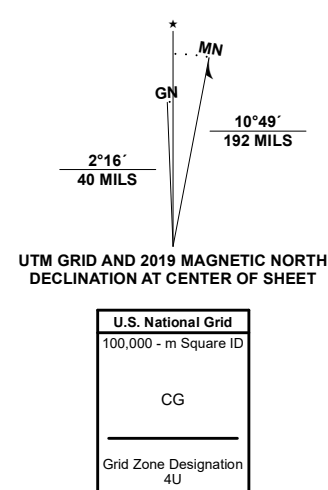 ★
MN
GN
10°49´
192 MILS
2°16´
40 MILS
UTM GRID AND 2019 MAGNETIC NORTH
DECLINATION AT CENTER OF SHEET
U.S. National Grid
100,000 - m Square ID
CG
Grid Zone Designation
4U